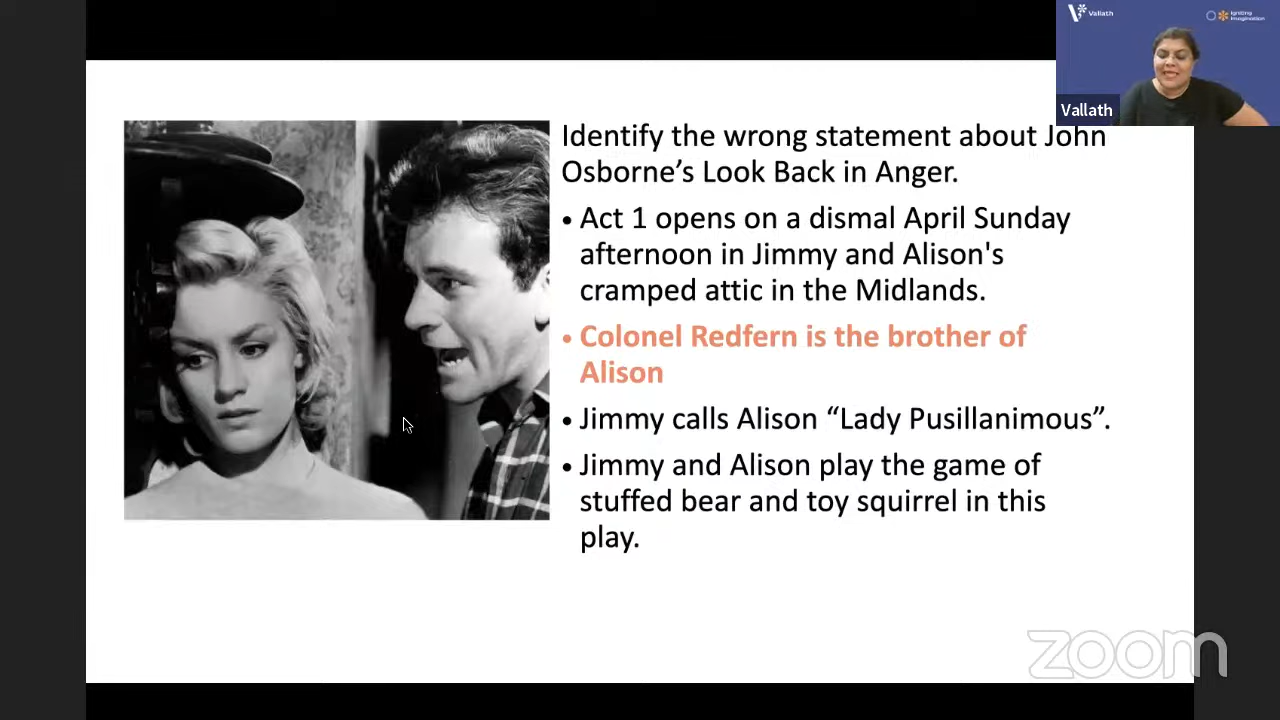 Vallath
Igniting
Imagination
Vallath
Identify the wrong statement about John
Osborne’s Look Back in Anger.
• Act 1 opens on a dismal April Sunday
afternoon in Jimmy and Alison's
cramped attic in the Midlands.
• Colonel Redfern is the brother of
Alison
• Jimmy calls Alison “Lady Pusillanimous”.
• Jimmy and Alison play the game of
stuffed bear and toy squirrel in this
play.
zoom